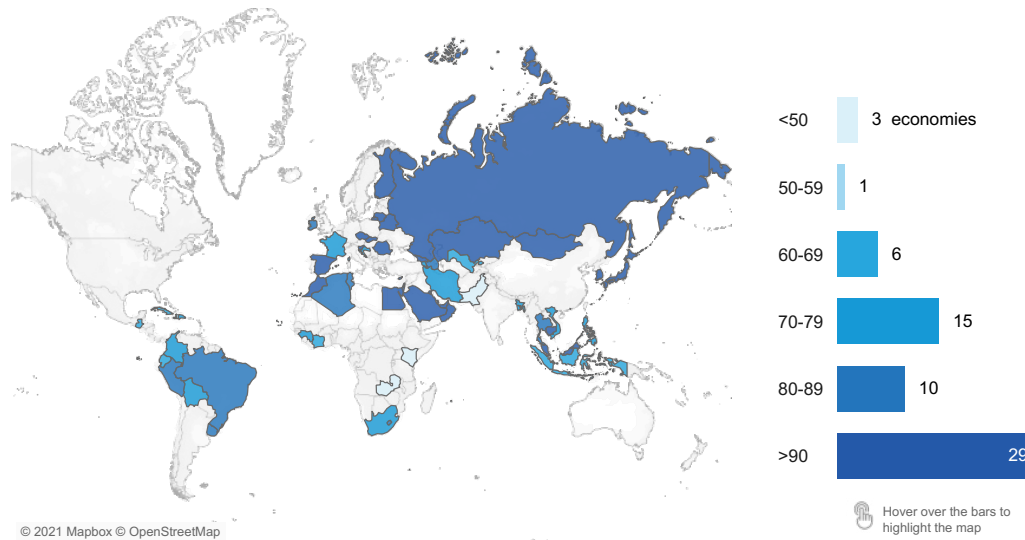 <50 3 economies
50-59 1
60-69 6
70-79 15
80-89 10
>90 29
Hover over the bars to
highlight the map
© 2021 Mapbox © OpenStreetMap